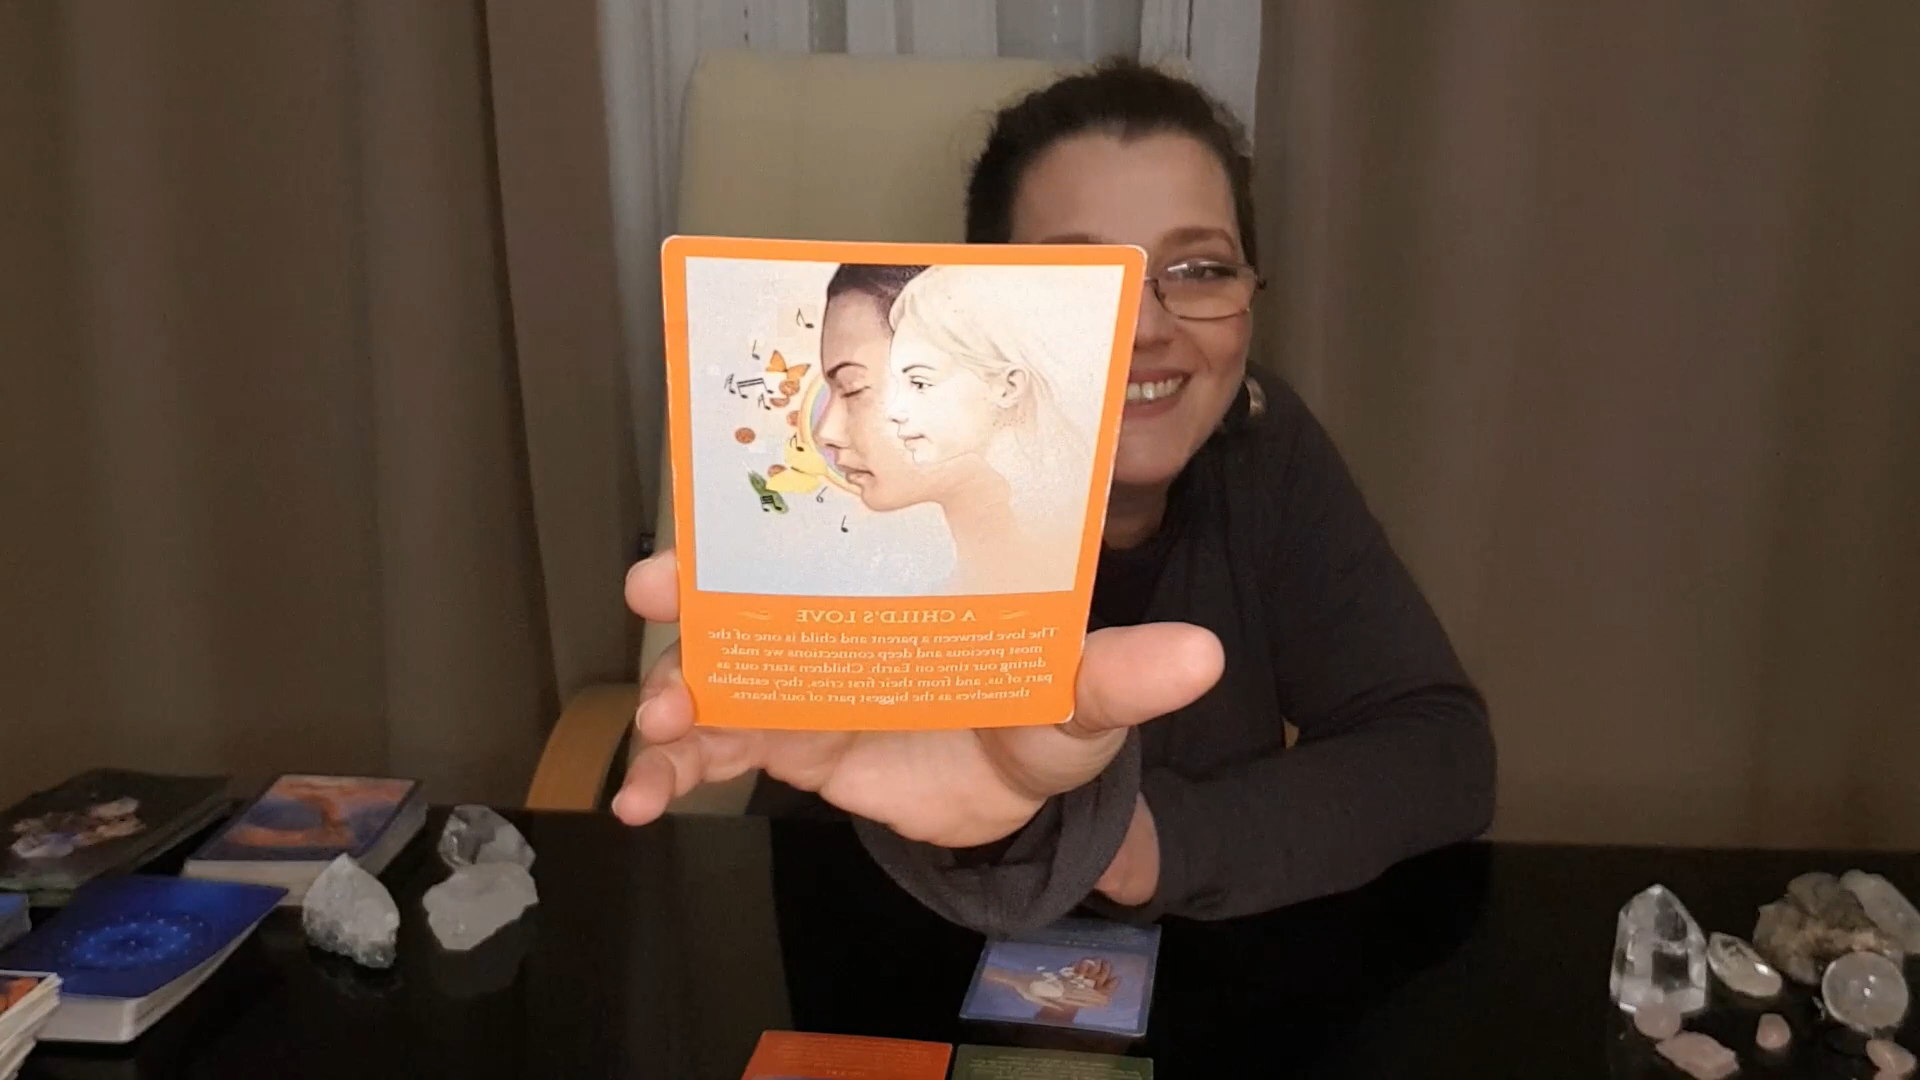 A CHILD'S LOVE
The love between a parent and child is one of the
most precious and deep connections we make
during our time on Earth. Children start out as
part of us, and from their first cries, they establish
themselves as the biggest part of our hearts.